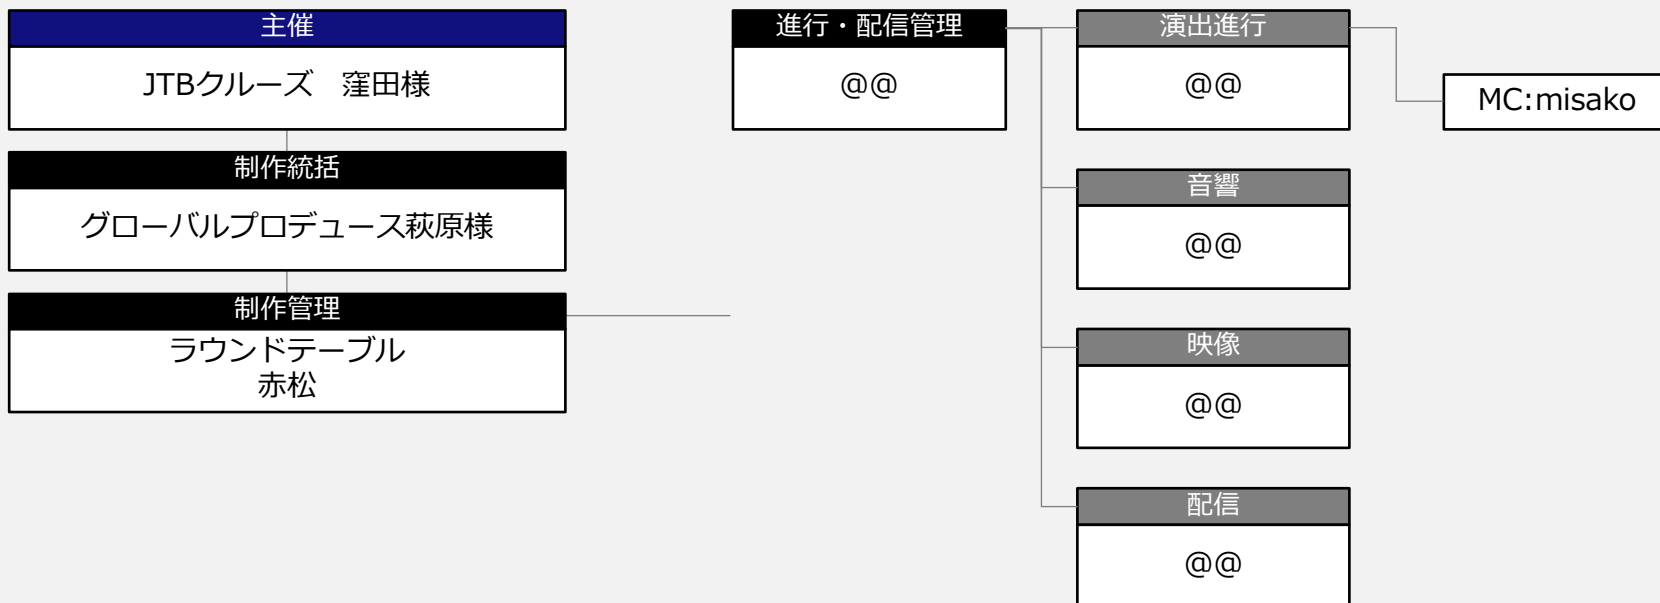 主催
JTBクルーズ　窪田様
制作統括
グローバルプロデュース萩原様
制作管理
ラウンドテーブル
赤松
進行・配信管理
@@
演出進行
@@
MC:misako
音響
@@
映像
@@
配信
@@